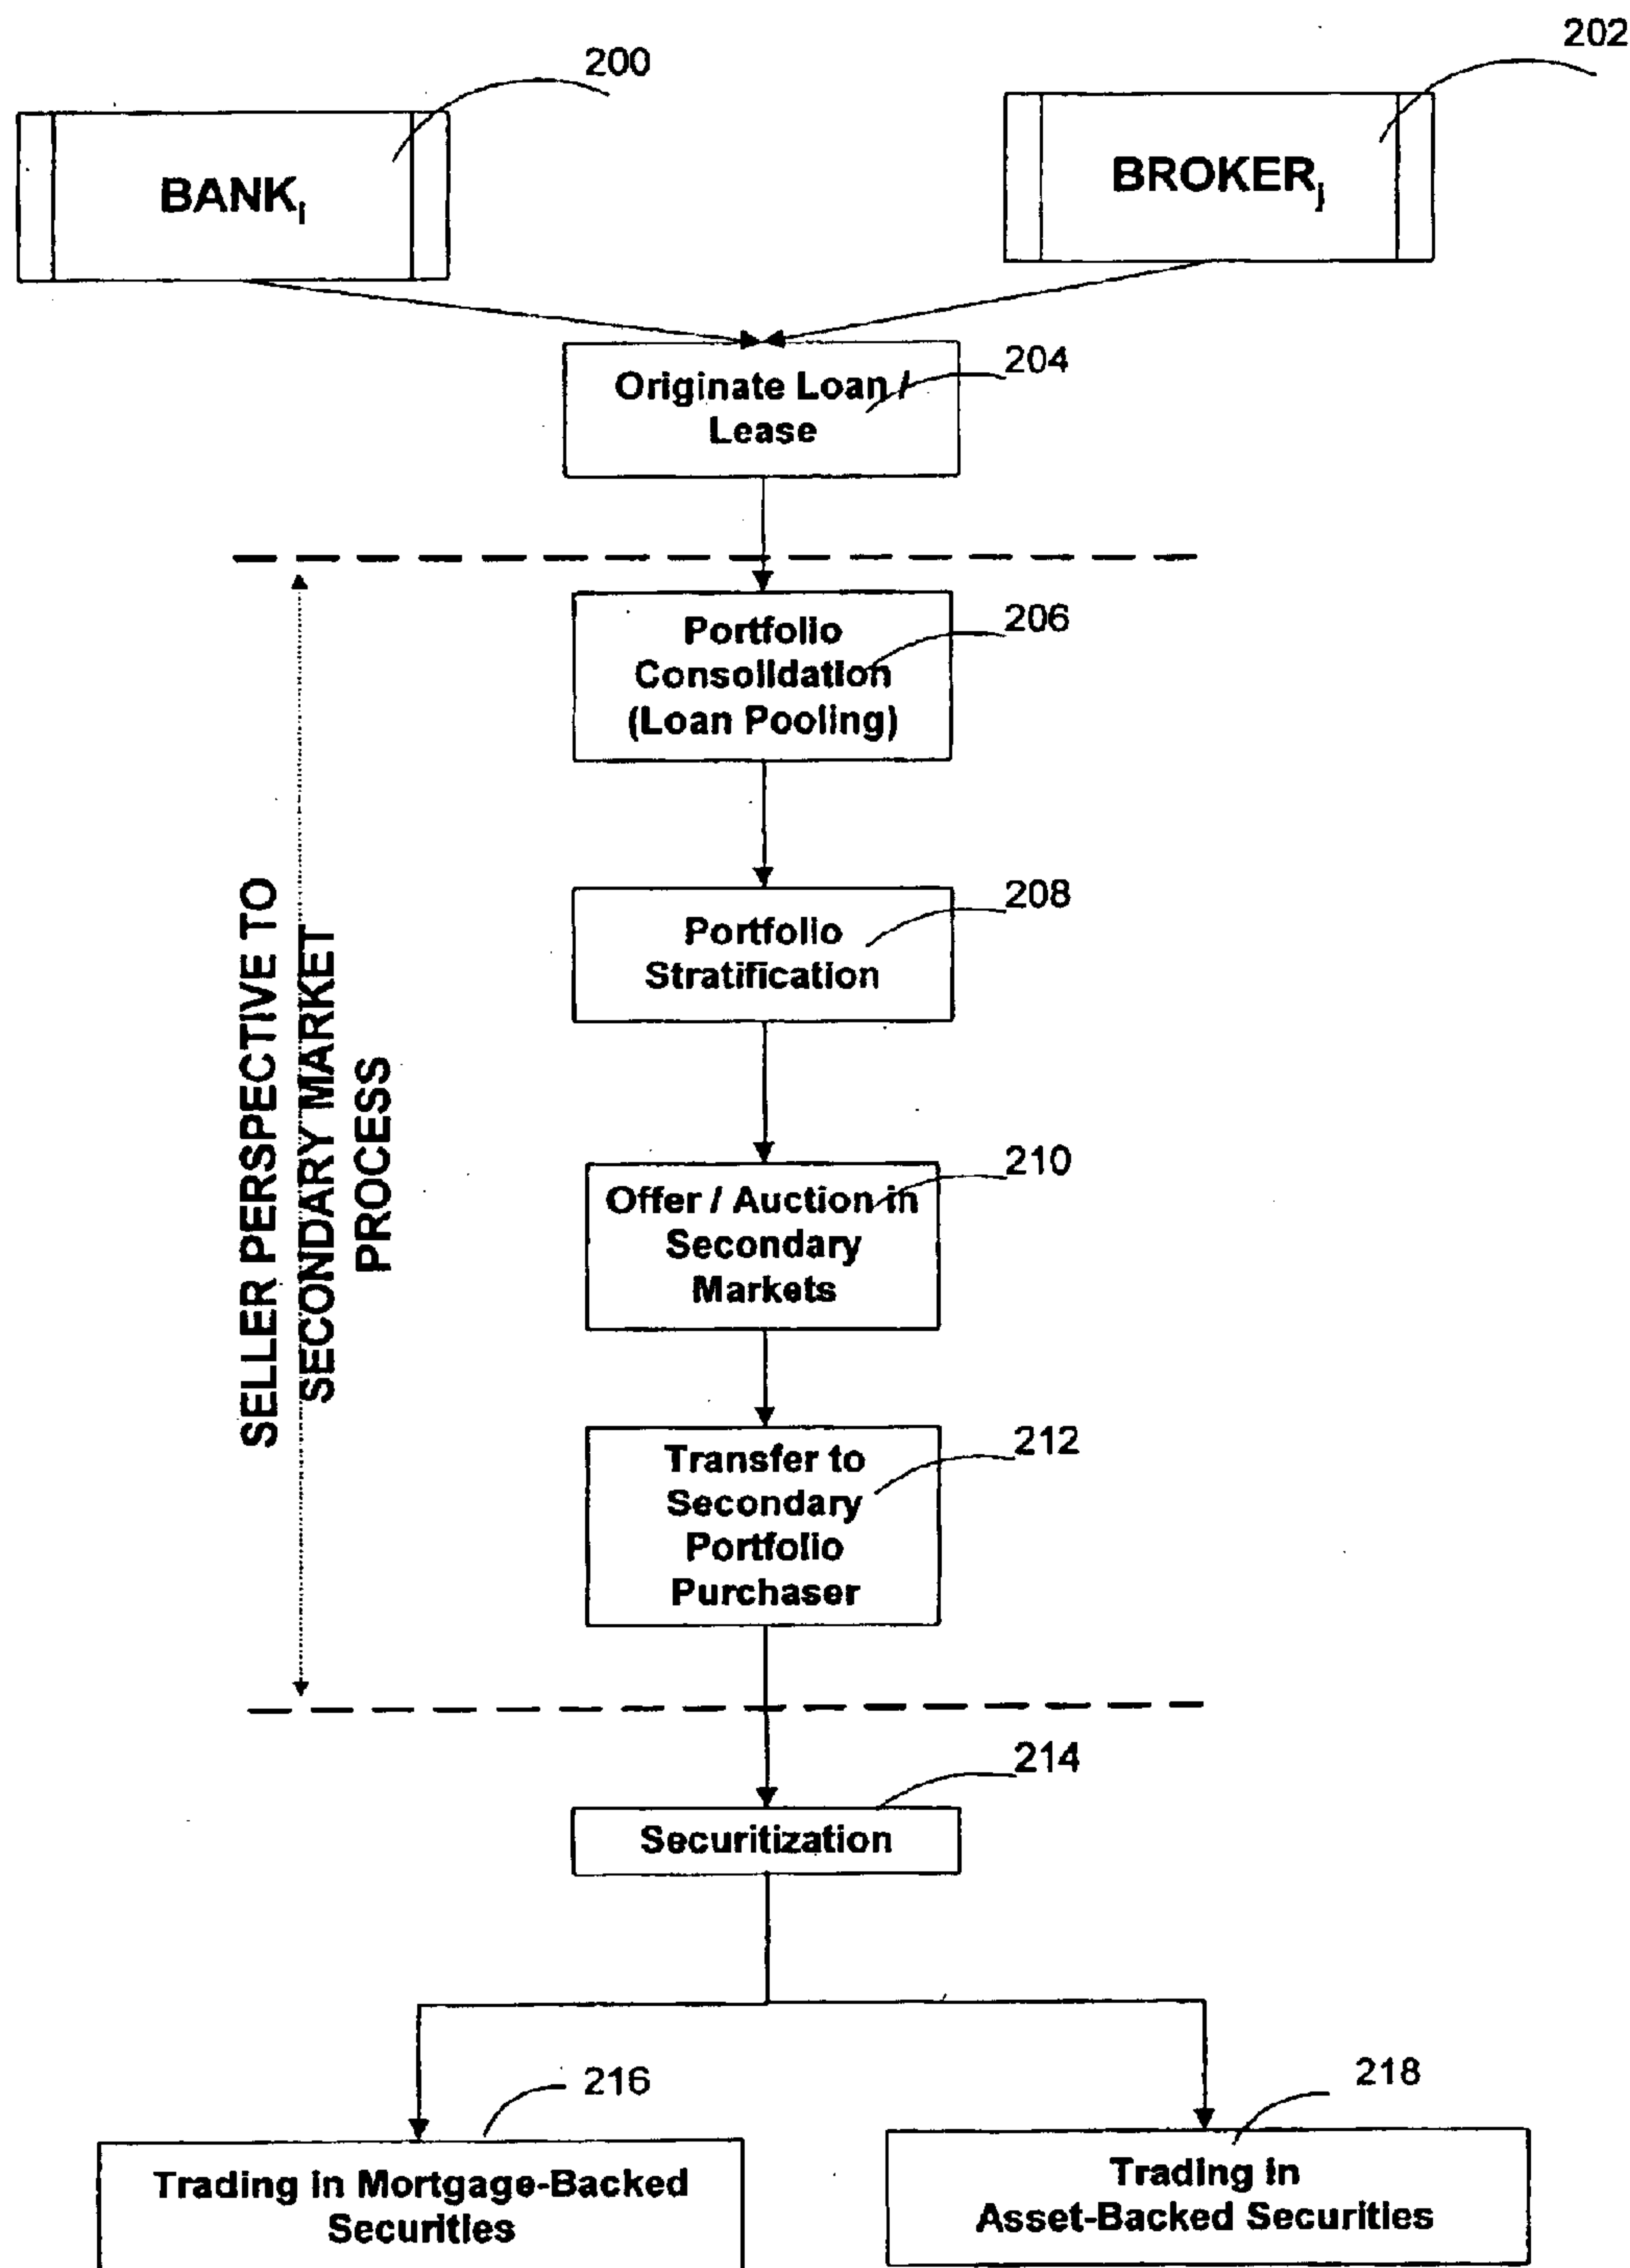 200
202
BANKi
BROKERj
204
Originate Loan /
Lease
206
Portfolio
Consolidation
(Loan Pooling)
208
Portfolio
Stratification
SELLER PERSPECTIVE TO
SECONDARY MARKET
PROCESS
210
Offer / Auction in
Secondary
Markets
212
Transfer to
Secondary
Portfolio
Purchaser
214
Securitization
216
218
Trading in Mortgage-Backed
Securities
Trading in
Asset-Backed Securities